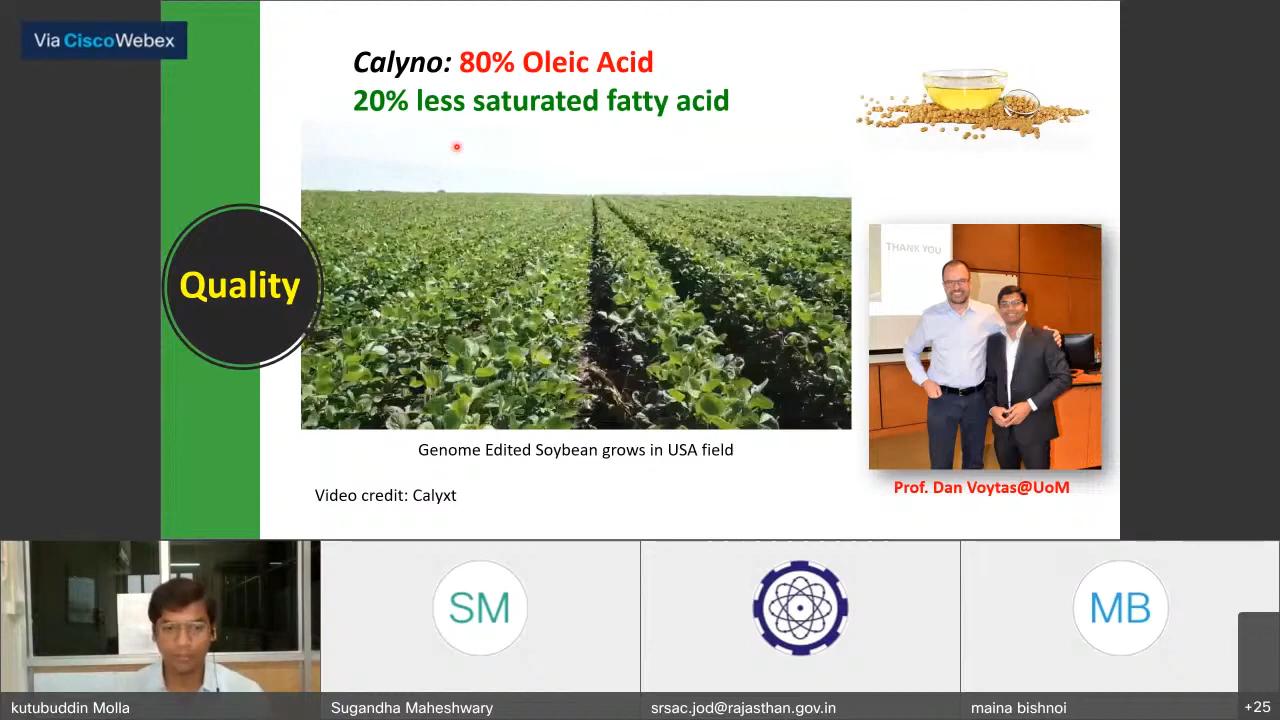 Via CiscoWebex
Calyno: 80% Oleic Acid
20% less saturated fatty acid
THANK YOU
Quality
Genome Edited Soybean grows in USA field
Video credit: Calyxt
Prof. Dan Voytas@UoM
SM
MB
kutubuddin Molla
Sugandha Maheshwary
srsac.jod@rajasthan.gov.in
maina bishnoi
+25